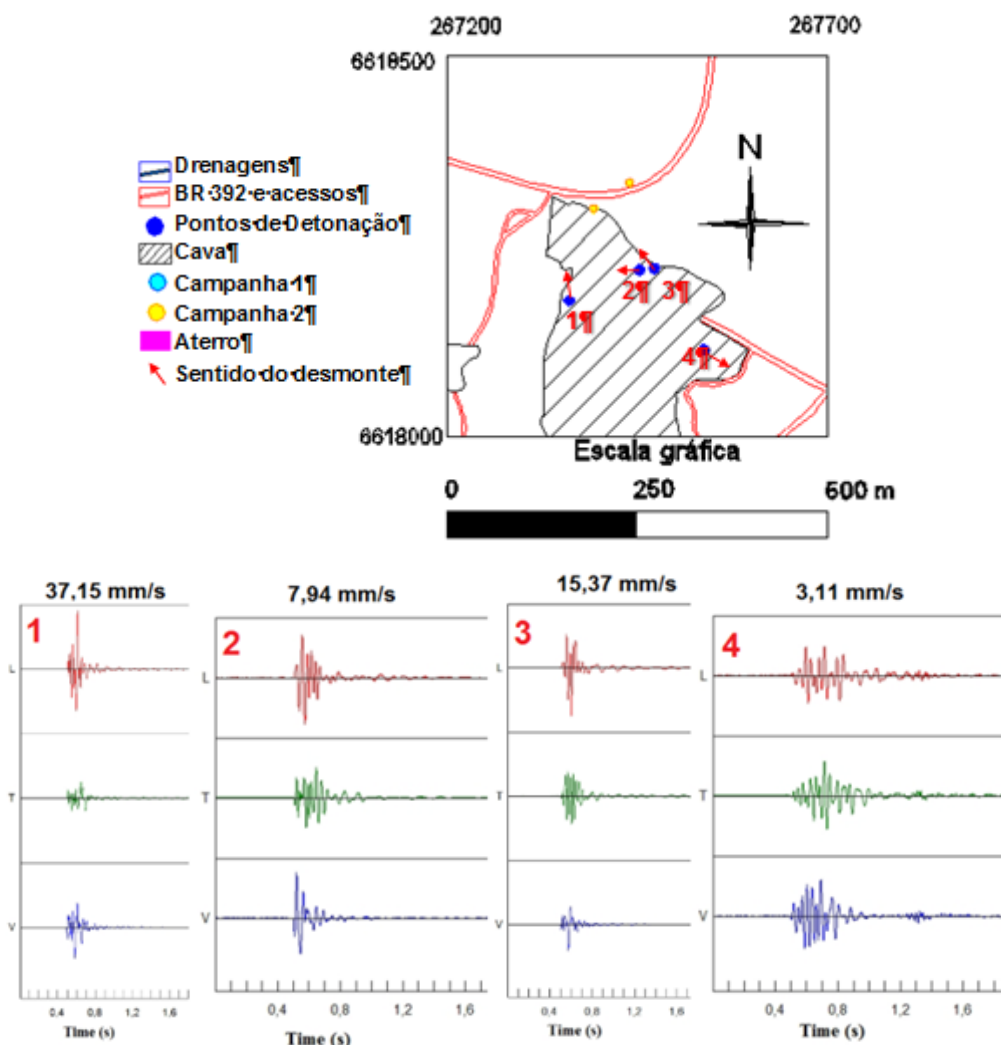 267200 267700
6618500
N
Drenagens¶
BR-392·e·acessos¶
Pontos·de·Detonação¶
Cava¶
Campanha·1¶
Campanha·2¶
Aterro¶
Sentido·do·desmonte¶
2¶ 3¶
1¶
4¶
6618000
Escala gráfica
0 250 500 m
37,15 mm/s 7,94 mm/s 15,37 mm/s 3,11 mm/s
1 2 3 4
L L L L
T T T T
V V V V
0,4 0,8 1,2 1,6 0,4 0,8 1,2 1,6 0,4 0,8 1,2 1,6 0,4 0,8 1,2 1,6
Time (s) Time (s) Time (s) Time (s)